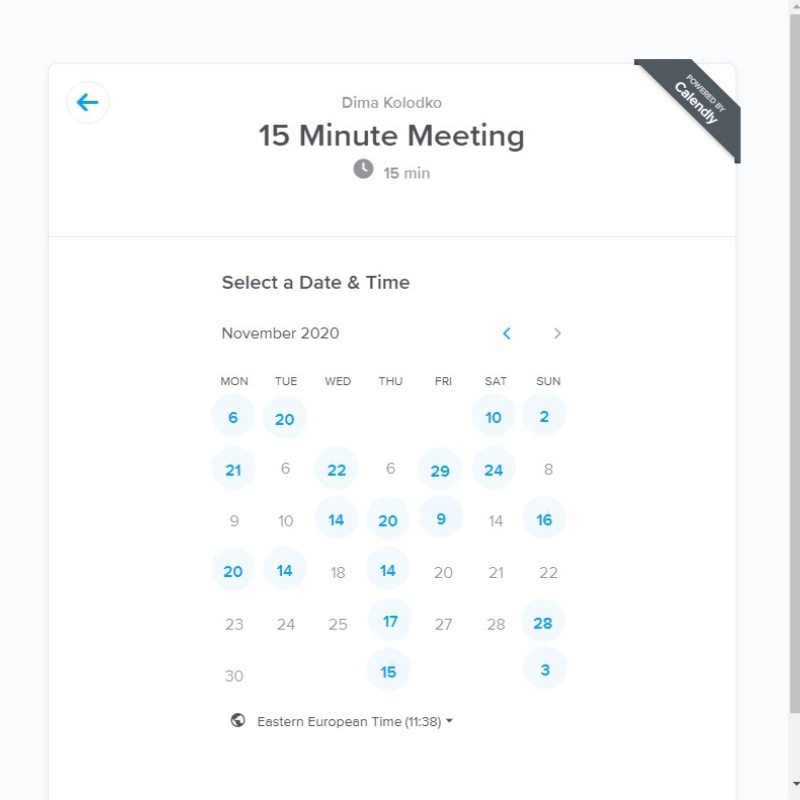 POWERED BY
Calendly
Dima Kolodko
15 Minute Meeting
15 min
Select a Date & Time
November 2020
MON TUE WED THU FRI SAT SUN
6 20 10 2
21 6 22 6 29 24 8
9 10 14 20 9 14 16
20 14 18 14 20 21 22
23 24 25 17 27 28 28
30 15 3
Eastern European Time (11:38)